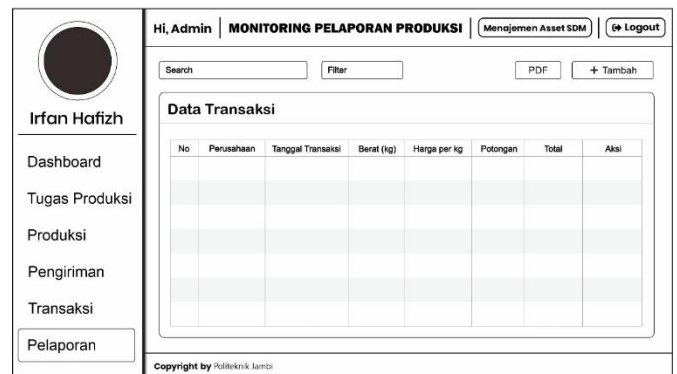 Irfan Hafizh
Dashboard
Tugas Produksi
Produksi
Pengiriman
Transaksi
Pelaporan
Hi, Admin | MONITORING PELAPORAN PRODUKSI | Menajemen Asset SDM | Logout
Search Filter PDF + Tambah
Data Transaksi
No Perusahaan Tanggal Transaksi Berat (kg) Harga per kg Potongan Total Aksi
Copyright by Politeknik Jambi